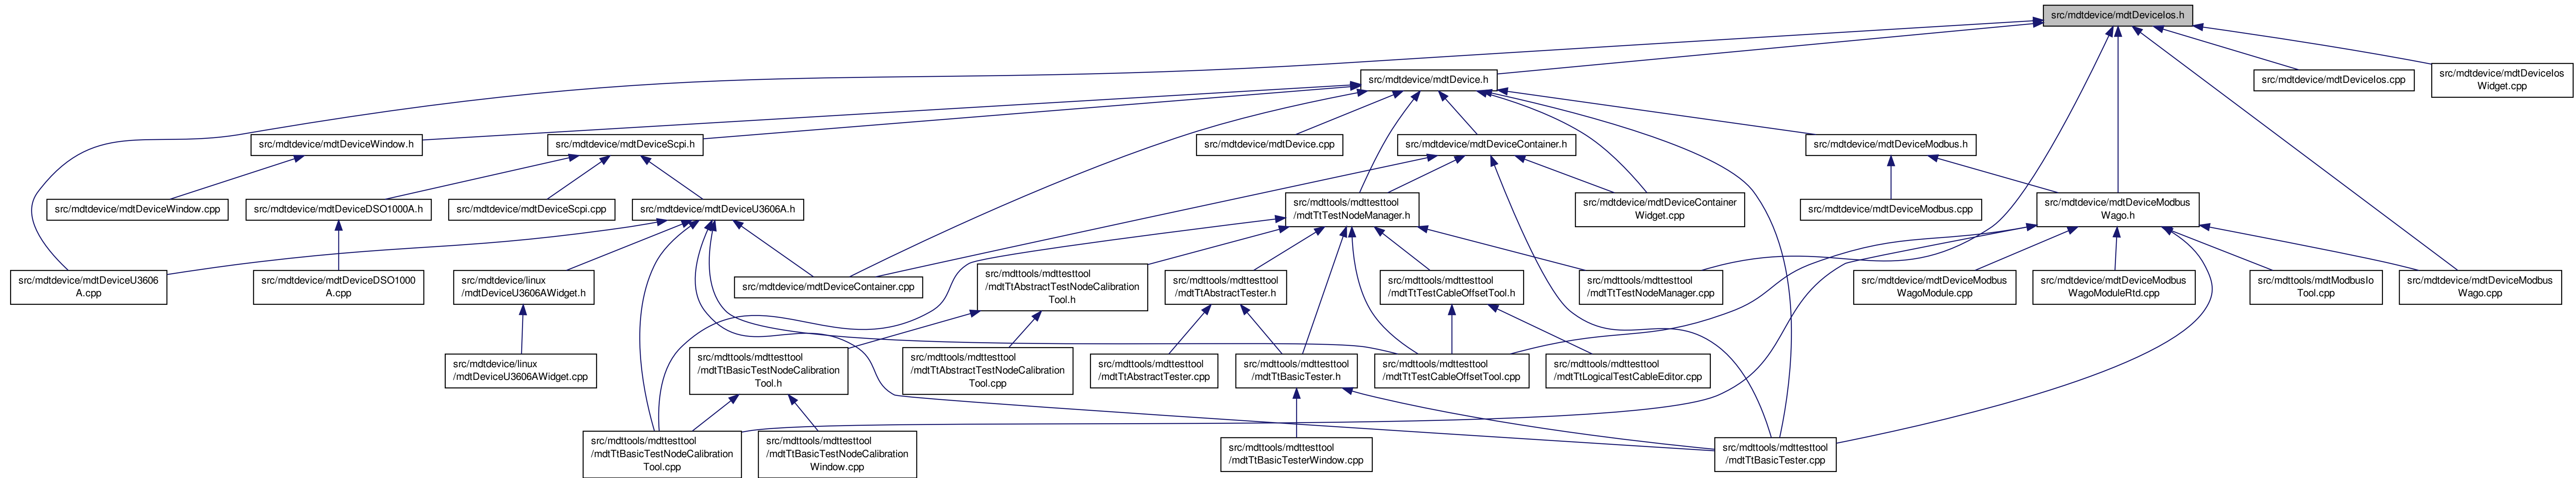 src/mdtdevice/mdtDeviceIos.h
src/mdtdevice/mdtDevice.h
src/mdtdevice/mdtDeviceIos.cpp
src/mdtdevice/mdtDeviceIos
Widget.cpp
src/mdtdevice/mdtDeviceWindow.h
src/mdtdevice/mdtDeviceScpi.h
src/mdtdevice/mdtDevice.cpp
src/mdtdevice/mdtDeviceContainer.h
src/mdtdevice/mdtDeviceModbus.h
src/mdtdevice/mdtDeviceWindow.cpp
src/mdtdevice/mdtDeviceDSO1000A.h
src/mdtdevice/mdtDeviceScpi.cpp
src/mdtdevice/mdtDeviceU3606A.h
src/mdttools/mdttesttool
/mdtTtTestNodeManager.h
src/mdtdevice/mdtDeviceContainer
Widget.cpp
src/mdtdevice/mdtDeviceModbus.cpp
src/mdtdevice/mdtDeviceModbus
Wago.h
src/mdtdevice/mdtDeviceU3606
A.cpp
src/mdtdevice/mdtDeviceDSO1000
A.cpp
src/mdtdevice/linux
/mdtDeviceU3606AWidget.h
src/mdtdevice/mdtDeviceContainer.cpp
src/mdttools/mdttesttool
/mdtTtAbstractTestNodeCalibration
Tool.h
src/mdttools/mdttesttool
/mdtTtAbstractTester.h
src/mdttools/mdttesttool
/mdtTtTestCableOffsetTool.h
src/mdttools/mdttesttool
/mdtTtTestNodeManager.cpp
src/mdtdevice/mdtDeviceModbus
WagoModule.cpp
src/mdtdevice/mdtDeviceModbus
WagoModuleRtd.cpp
src/mdttools/mdtModbusIo
Tool.cpp
src/mdtdevice/mdtDeviceModbus
Wago.cpp
src/mdtdevice/linux
/mdtDeviceU3606AWidget.cpp
src/mdttools/mdttesttool
/mdtTtBasicTestNodeCalibration
Tool.h
src/mdttools/mdttesttool
/mdtTtAbstractTestNodeCalibration
Tool.cpp
src/mdttools/mdttesttool
/mdtTtAbstractTester.cpp
src/mdttools/mdttesttool
/mdtTtBasicTester.h
src/mdttools/mdttesttool
/mdtTtTestCableOffsetTool.cpp
src/mdttools/mdttesttool
/mdtTtLogicalTestCableEditor.cpp
src/mdttools/mdttesttool
/mdtTtBasicTestNodeCalibration
Tool.cpp
src/mdttools/mdttesttool
/mdtTtBasicTestNodeCalibration
Window.cpp
src/mdttools/mdttesttool
/mdtTtBasicTesterWindow.cpp
src/mdttools/mdttesttool
/mdtTtBasicTester.cpp